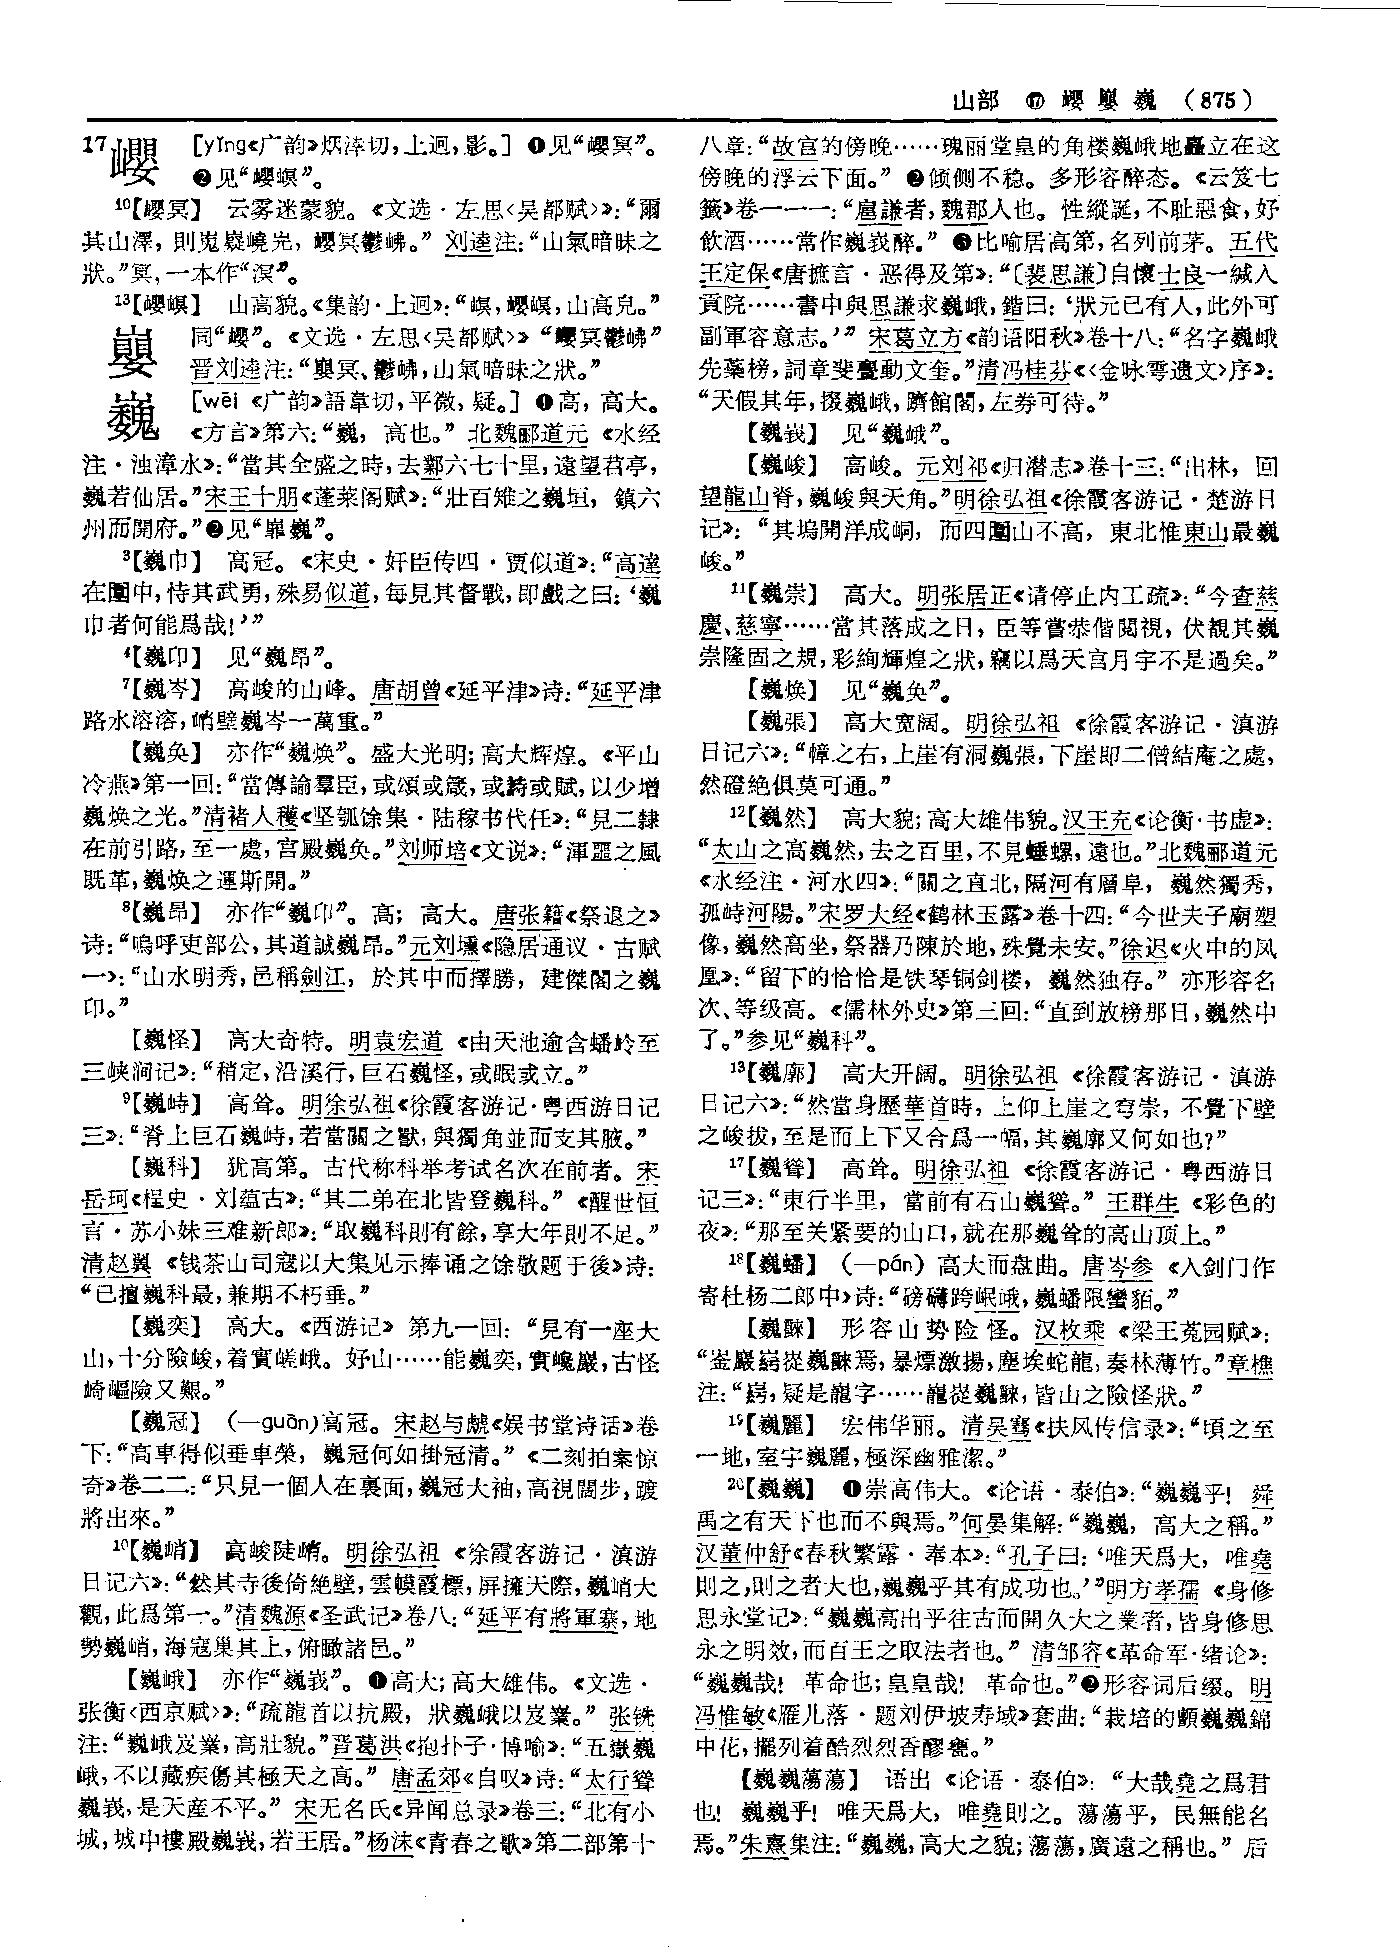 山部 ⑰ 巊 㠛 巍 （875）
17巊 [yǐng《广韵》烟涬切，上迥，影。] ❶见“巊冥”。
❷见“巊嵿”。
10【巊冥】 云雾迷蒙貌。《文选·左思〈吴都赋〉》：“爾
其山澤，則嵬嶷嶢屼，巊冥鬱岪。”刘逵注：“山氣暗昧之
狀。”冥，一本作“溟”。
13【巊嵿】 山高貌。《集韵·上迥》：“嵿，巊嵿，山高皃。”
同“巊”。《文选·左思〈吴都赋〉》“巊冥鬱岪”
晋刘逵注：“㠛冥、鬱岪，山氣暗昧之狀。”
巍 [wēi 《广韵》語韋切，平微，疑。] ❶高，高大。
《方言》第六：“巍，高也。”北魏郦道元《水经
注·浊漳水》：“當其全盛之時，去鄴六七十里，遠望苕亭，
巍若仙居。”宋王十朋《蓬莱阁赋》：“壯百雉之巍垣，鎮六
州而開府。”❷见“巍”。
3【巍巾】 高冠。《宋史·奸臣传四·贾似道》：“高達
在圍中，恃其武勇，殊易似道，每見其督戰，即戲之曰：‘巍
巾者何能爲哉！’”
4【巍卬】 见“巍昂”。
7【巍岑】 高峻的山峰。唐胡曾《延平津》诗：“延平津
路水溶溶，峭壁巍岑一萬重。”
【巍奂】 亦作“巍焕”。盛大光明；高大辉煌。《平山
冷燕》第一回：“當傳諭羣臣，或頌或箴，或詩或賦，以少增
巍焕之光。”清褚人穫《坚瓠馀集·陆稼书代任》：“見二隸
在前引路，至一處，宫殿巍奂。”刘师培《文说》：“渾噩之風
既革，巍焕之運斯開。”
8【巍昂】 亦作“巍卬”。高；高大。唐张籍《祭退之》
诗：“嗚呼吏部公，其道誠巍昂。”元刘壎《隐居通议·古赋
一》：“山水明秀，邑稱劍江，於其中而擇勝，建傑閣之巍
卬。”
【巍怪】 高大奇特。明袁宏道《由天池逾含嶓岭至
三峡涧记》：“稍定，沿溪行，巨石巍怪，或眠或立。”
9【巍峙】 高耸。明徐弘祖《徐霞客游记·粤西游日记
三》：“脊上巨石巍峙，若當關之獸，與獨角並而支其腋。”
【巍科】 犹高第。古代称科举考试名次在前者。宋
岳珂《桯史·刘蕴古》：“其二弟在北皆登巍科。”《醒世恒
言·苏小妹三难新郎》：“取巍科則有餘，享大年則不足。”
清赵翼《钱茶山司寇以大集见示捧诵之馀敬题于後》诗：
“已擅巍科最，兼期不朽垂。”
【巍奕】 高大。《西游记》第九一回：“見有一座大
山，十分險峻，着實嵯峨。好山……能巍奕，實巉巖，古怪
崎嶇險又艱。”
【巍冠】 （—guān）高冠。宋赵与虤《娱书堂诗话》卷
下：“高車得似垂車榮，巍冠何如掛冠清。”《二刻拍案惊
奇》卷二二：“只見一個人在裏面，巍冠大袖，高視闊步，踱
將出來。”
10【巍峭】 高峻陡峭。明徐弘祖《徐霞客游记·滇游
日记六》：“然其寺後倚絶壁，雲幙霞標，屏擁天際，巍峭大
觀，此爲第一。”清魏源《圣武记》卷八：“延平有將軍寨，地
勢巍峭，海寇巢其上，俯瞰諸邑。”
【巍峨】 亦作“巍峩”。❶高大；高大雄伟。《文选·
张衡〈西京赋〉》：“疏龍首以抗殿，狀巍峨以岌嶪。”张铣
注：“巍峨岌嶪，高壯貌。”晋葛洪《抱扑子·博喻》：“五嶽巍
峨，不以藏疾傷其極天之高。”唐孟郊《自叹》诗：“太行聳
巍峩，是天産不平。”宋无名氏《异闻总录》卷三：“北有小
城，城中樓殿巍峩，若王居。”杨沫《青春之歌》第二部第十
八章：“故宫的傍晚……瑰丽堂皇的角楼巍峨地矗立在这
傍晚的浮云下面。”❷倾侧不稳。多形容醉态。《云笈七
籤》卷一一一：“扈謙者，魏郡人也。性縱誕，不耻惡食，好
飲酒……常作巍峩醉。”❸比喻居高第，名列前茅。五代
王定保《唐摭言·恶得及第》：“〔裴思謙〕自懷士良一緘入
貢院……書中與思謙求巍峨，鍇曰：‘狀元已有人，此外可
副軍容意志。’”宋葛立方《韵语阳秋》卷十八：“名字巍峨
先蘂榜，詞章斐亹動文奎。”清冯桂芬《〈金咏雩遗文〉序》：
“天假其年，掇巍峨，躋館閣，左劵可待。”
【巍峩】 见“巍峨”。
【巍峻】 高峻。元刘祁《归潜志》卷十三：“出林，回
望龍山脊，巍峻與天角。”明徐弘祖《徐霞客游记·楚游日
记》：“其塢開洋成峒，而四圍山不高，東北惟東山最巍
峻。”
11【巍崇】 高大。明张居正《请停止内工疏》：“今查慈
慶、慈寧……當其落成之日，臣等嘗恭偕閲視，伏覩其巍
崇隆固之規，彩絢輝煌之狀，竊以爲天宫月宇不是過矣。”
【巍焕】 见“巍奂”。
【巍張】 高大宽阔。明徐弘祖《徐霞客游记·滇游
日记六》：“幛之右，上崖有洞巍張，下崖即二僧結庵之處，
然磴絶俱莫可通。”
12【巍然】 高大貌；高大雄伟貌。汉王充《论衡·书虚》：
“太山之高巍然，去之百里，不見埵螺，遠也。”北魏郦道元
《水经注·河水四》：“關之直北，隔河有層阜，巍然獨秀，
孤峙河陽。”宋罗大经《鹤林玉露》卷十四：“今世夫子廟塑
像，巍然高坐，祭器乃陳於地，殊覺未安。”徐迟《火中的凤
凰》：“留下的恰恰是铁琴铜剑楼，巍然独存。”亦形容名
次、等级高。《儒林外史》第三回：“直到放榜那日，巍然中
了。”参见“巍科”。
13【巍廓】 高大开阔。明徐弘祖《徐霞客游记·滇游
日记六》：“然當身歷華首時，上仰上崖之穹崇，不覺下壁
之峻拔，至是而上下又合爲一幅，其巍廓又何如也？”
17【巍聳】 高耸。明徐弘祖《徐霞客游记·粤西游日
记三》：“東行半里，當前有石山巍聳。”王群生《彩色的
夜》：“那至关紧要的山口，就在那巍耸的高山顶上。”
18【巍蟠】 （—pán）高大而盘曲。唐岑参《入剑门作
寄杜杨二郎中》诗：“磅礴跨岷峨，巍蟠限蠻貊。”
【巍】 形容山势险怪。汉枚乘《梁王菟园赋》：
“崟巖㟅嵷巍焉，暴熛激揚，塵埃蛇龍，奏林薄竹。”章樵
注：“㟅，疑是巃字……巃嵷巍，皆山之險怪狀。”
19【巍麗】 宏伟华丽。清吴骞《扶风传信录》：“頃之至
一地，室宇巍麗，極深幽雅潔。”
20【巍巍】 ❶崇高伟大。《论语·泰伯》：“巍巍乎！舜
禹之有天下也而不與焉。”何晏集解：“巍巍，高大之稱。”
汉董仲舒《春秋繁露·奉本》：“孔子曰：‘唯天爲大，唯堯
則之，則之者大也，巍巍乎其有成功也。’”明方孝孺《身修
思永堂记》：“巍巍高出乎往古而開久大之業者，皆身修思
永之明效，而百王之取法者也。”清邹容《革命军·绪论》：
“巍巍哉！革命也；皇皇哉！革命也。”❷形容词后缀。明
冯惟敏《雁儿落·题刘伊坡寿域》套曲：“栽培的顫巍巍錦
中花，擺列着酷烈烈香醪甕。”
【巍巍蕩蕩】 语出《论语·泰伯》：“大哉堯之爲君
也！巍巍乎！唯天爲大，唯堯則之。蕩蕩乎，民無能名
焉。”朱熹集注：“巍巍，高大之貌；蕩蕩，廣遠之稱也。”后